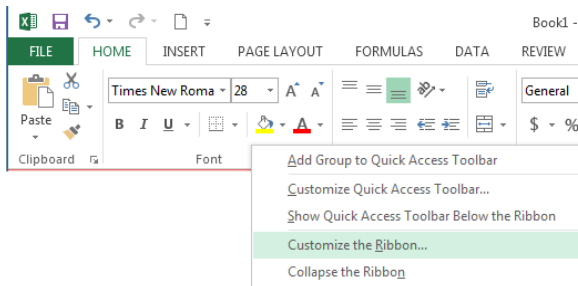 Book1 -
FILE HOME INSERT PAGE LAYOUT FORMULAS DATA REVIEW
Times New Roma 28 A A General
Paste B I U A $ %
Clipboard Font
Add Group to Quick Access Toolbar
Customize Quick Access Toolbar...
Show Quick Access Toolbar Below the Ribbon
Customize the Ribbon...
Collapse the Ribbon